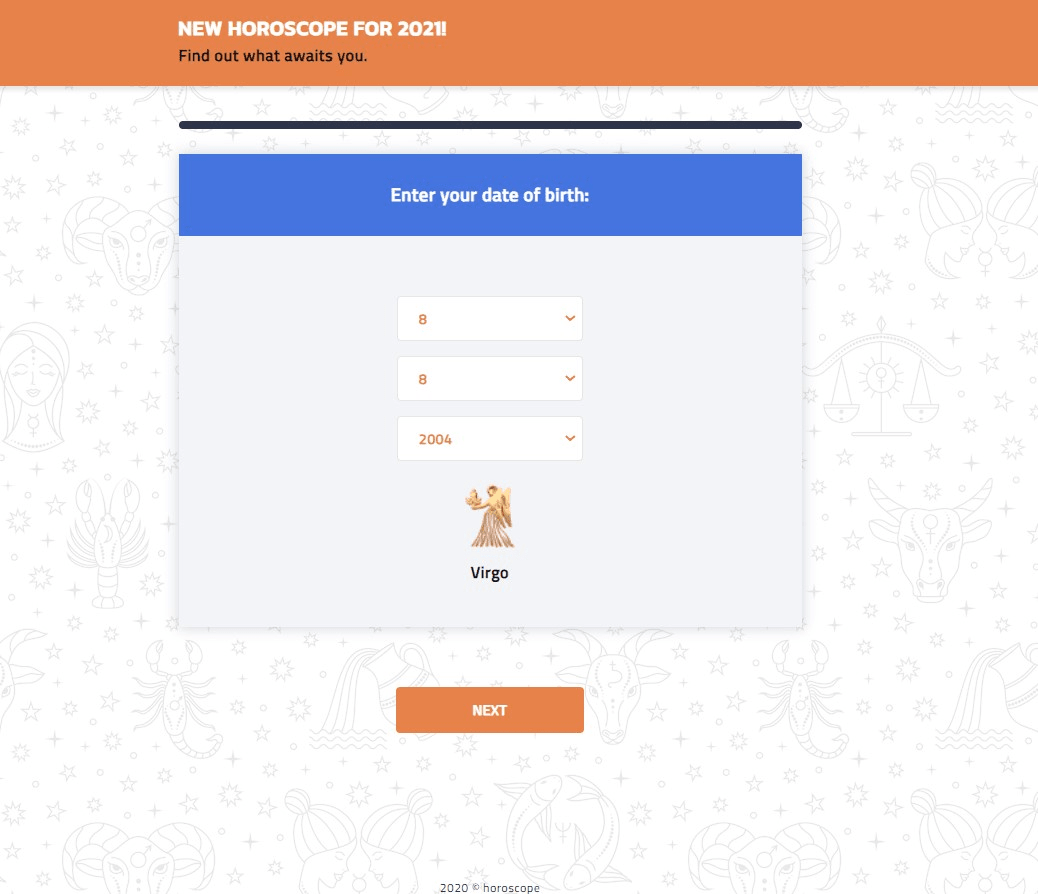 NEW HOROSCOPE FOR 2021!
Find out what awaits you.
Enter your date of birth:
8
8
2004
Virgo
NEXT
2020 © horoscope